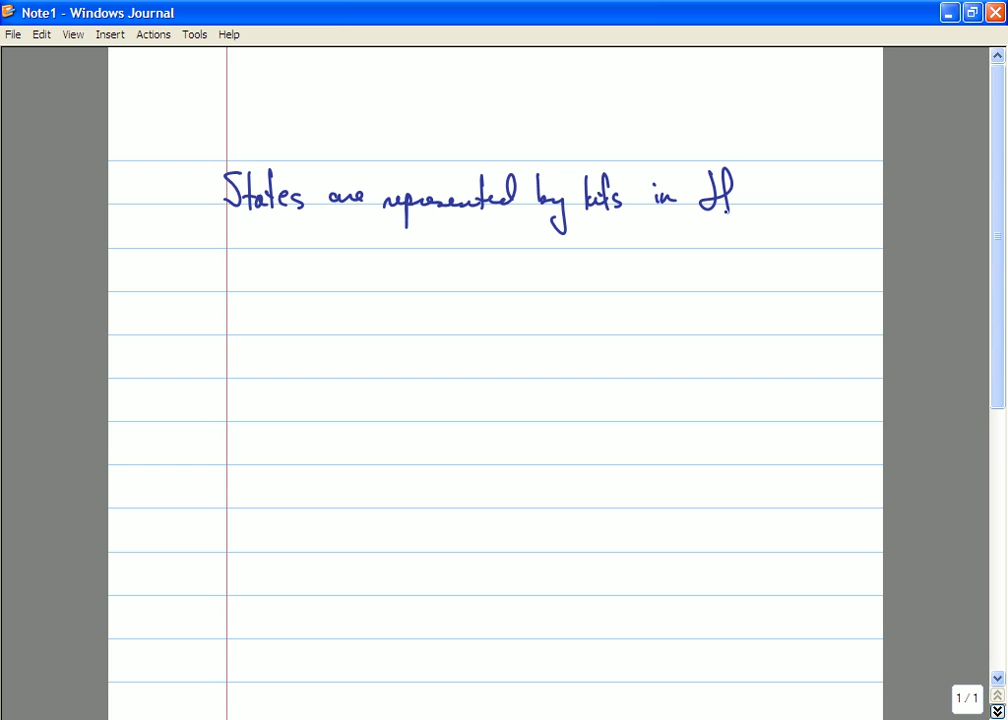 Note1 - Windows Journal
File Edit View Insert Actions Tools Help
States are represented by kets in H
1 / 1